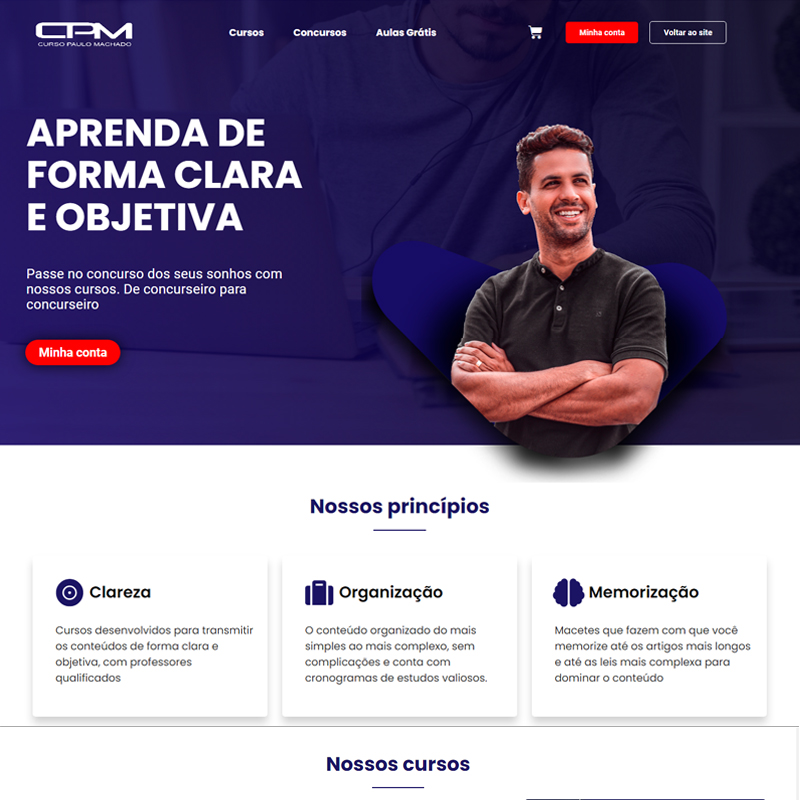 CPM
CURSO PAULO MACHADO
Cursos
Concursos
Aulas Grátis
Minha conta
Voltar ao site
APRENDA DE
FORMA CLARA
E OBJETIVA
Passe no concurso dos seus sonhos com
nossos cursos. De concurseiro para
concurseiro
Minha conta
Nossos princípios
Clareza
Cursos desenvolvidos para transmitir
os conteúdos de forma clara e
objetiva, com professores
qualificados
Organização
O conteúdo organizado do mais
simples ao mais complexo, sem
complicações e conta com
cronogramas de estudos valiosos.
Memorização
Macetes que fazem com que você
memorize até os artigos mais longos
e até as leis mais complexa para
dominar o conteúdo
Nossos cursos